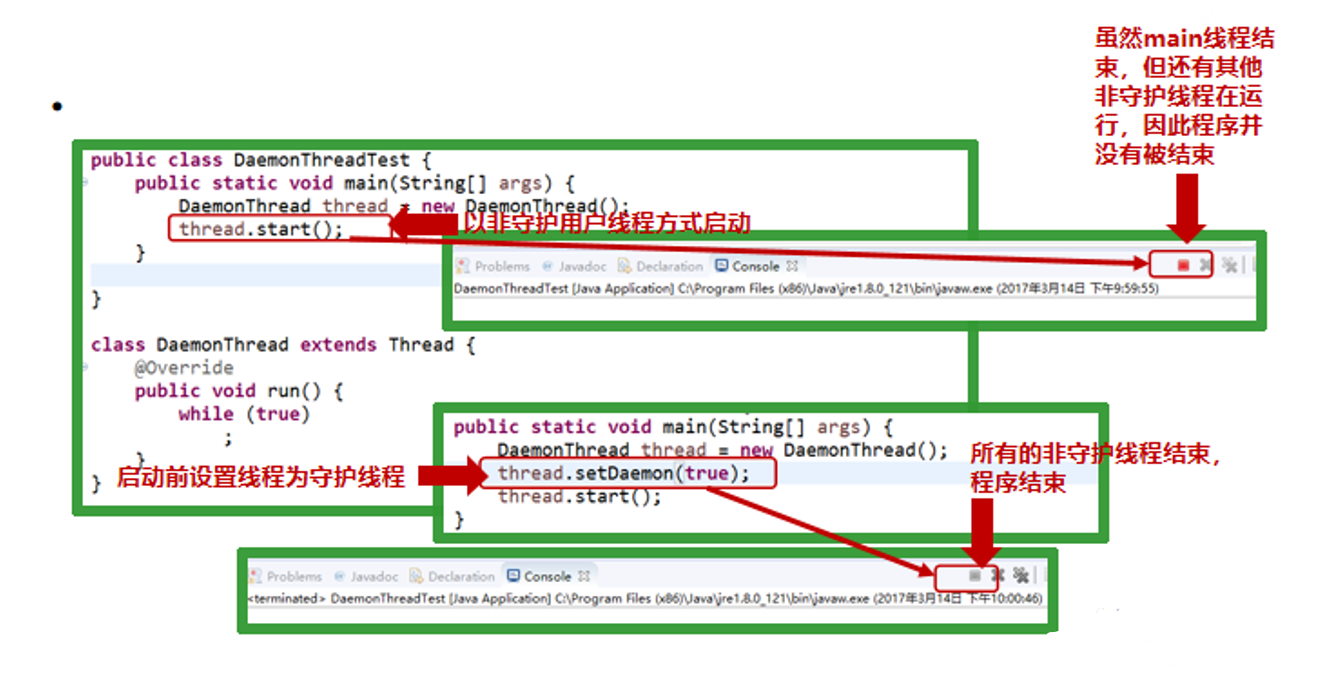 虽然main线程结
束，但还有其他
非守护线程在运
行，因此程序并
没有被结束
•
public class DaemonThreadTest {
public static void main(String[] args) {
DaemonThread thread = new DaemonThread();
thread.start();
以非守护用户线程方式启动
}
}
Problems @ Javadoc Declaration Console
DaemonThreadTest [Java Application] C:\Program Files (x86)\Java\jre1.8.0_121\bin\javaw.exe (2017年3月14日 下午9:59:55)
class DaemonThread extends Thread {
@Override
public void run() {
while (true)
;
}
}
启动前设置线程为守护线程
public static void main(String[] args) {
DaemonThread thread = new DaemonThread();
thread.setDaemon(true);
thread.start();
}
所有的非守护线程结束，
程序结束
Problems @ Javadoc Declaration Console
<terminated> DaemonThreadTest [Java Application] C:\Program Files (x86)\Java\jre1.8.0_121\bin\javaw.exe (2017年3月14日 下午10:00:46)